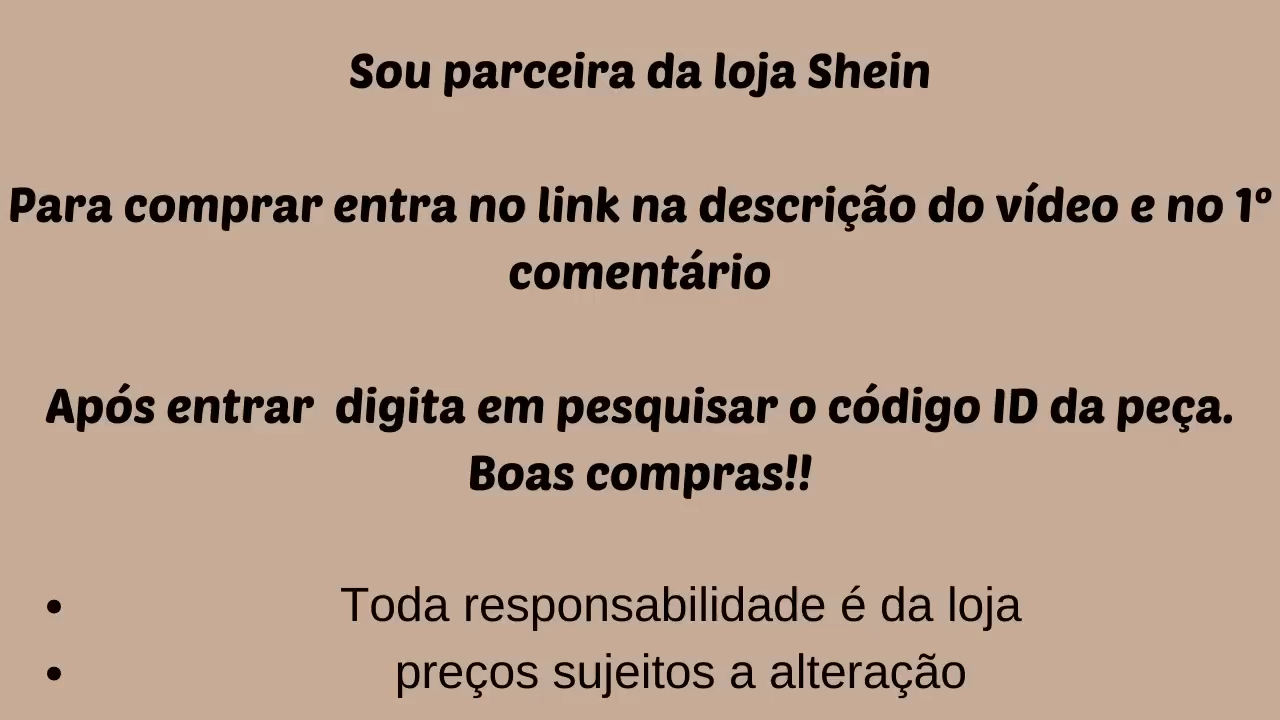 Sou parceira da loja Shein
Para comprar entra no link na descrição do vídeo e no 1º
comentário
Após entrar  digita em pesquisar o código ID da peça.
Boas compras!!
• Toda responsabilidade é da loja
• preços sujeitos a alteração